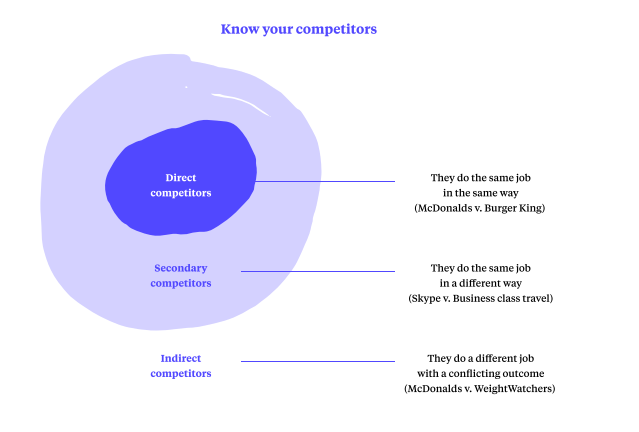 Know your competitors
Direct
competitors
They do the same job
in the same way
(McDonalds v. Burger King)
Secondary
competitors
They do the same job
in a different way
(Skype v. Business class travel)
Indirect
competitors
They do a different job
with a conflicting outcome
(McDonalds v. WeightWatchers)